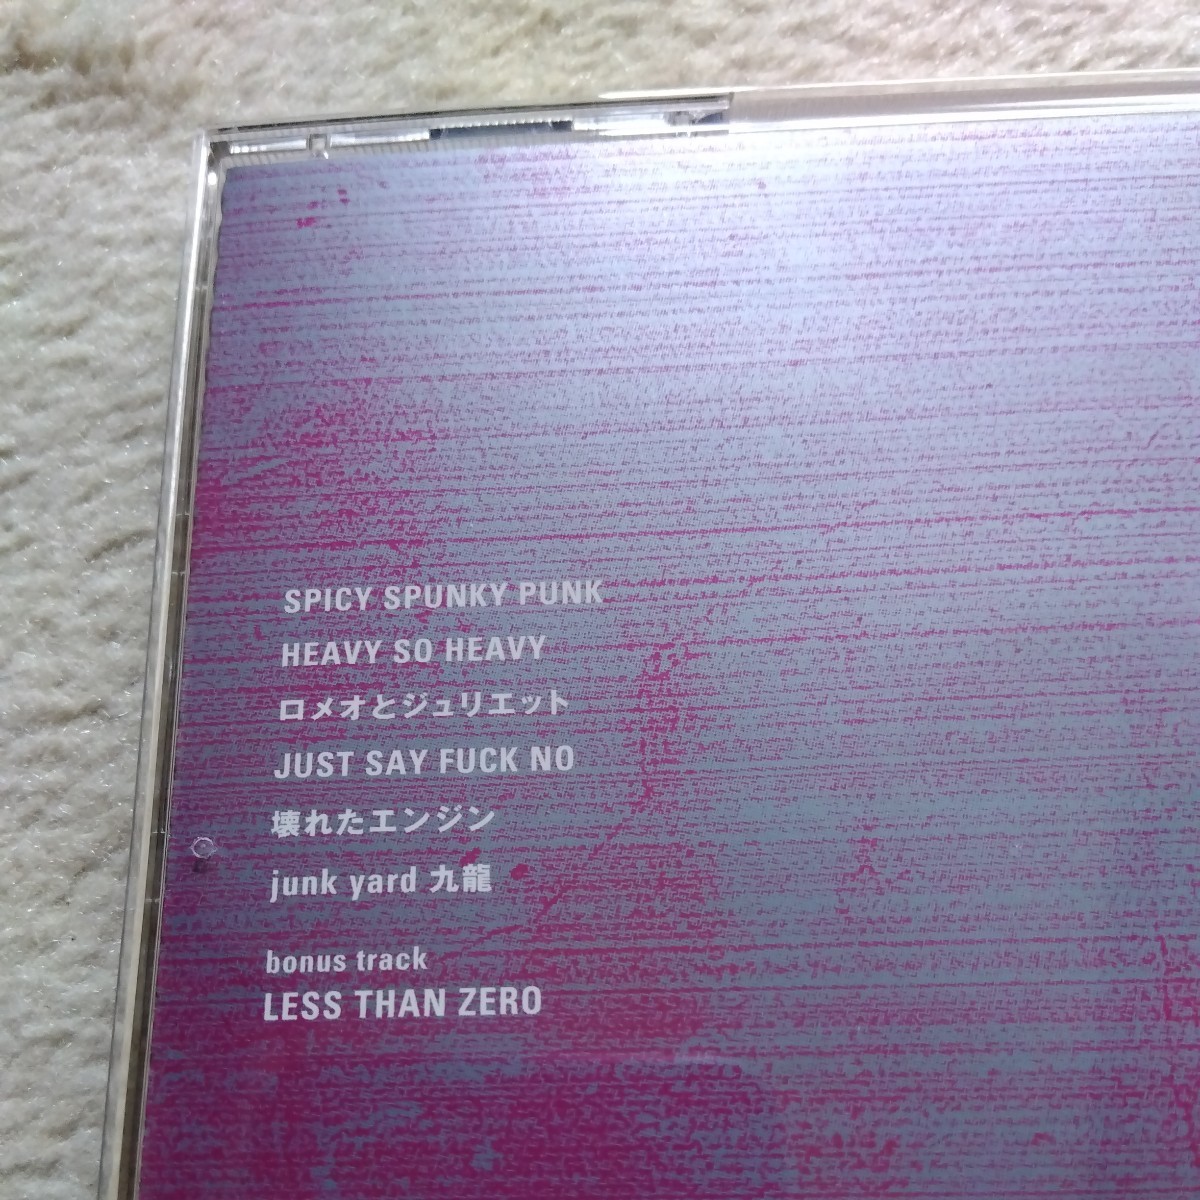 SPICY SPUNKY PUNK
HEAVY SO HEAVY
ロメオとジュリエット
JUST SAY FUCK NO
壊れたエンジン
junk yard 九龍
bonus track
LESS THAN ZERO